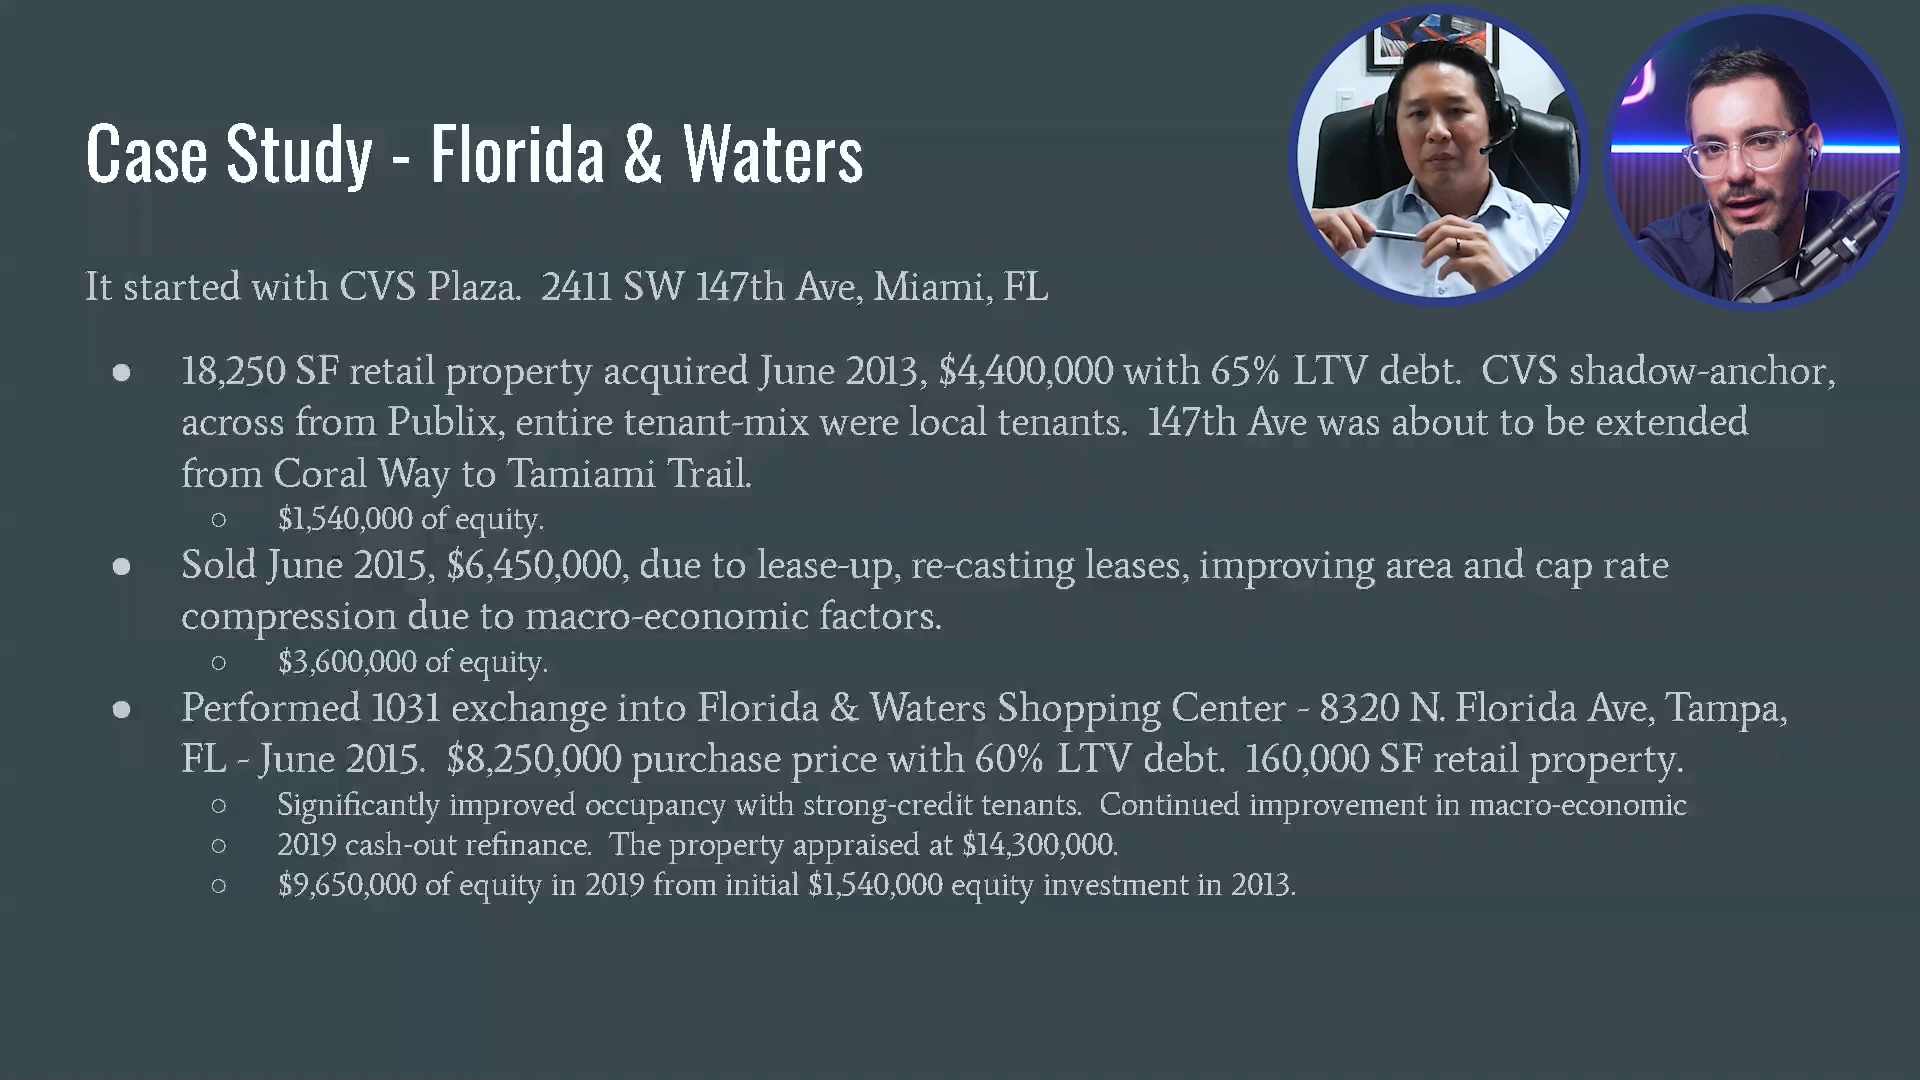 Case Study - Florida & Waters
It started with CVS Plaza. 2411 SW 147th Ave, Miami, FL
● 18,250 SF retail property acquired June 2013, $4,400,000 with 65% LTV debt. CVS shadow-anchor,
across from Publix, entire tenant-mix were local tenants. 147th Ave was about to be extended
from Coral Way to Tamiami Trail.
○ $1,540,000 of equity.
● Sold June 2015, $6,450,000, due to lease-up, re-casting leases, improving area and cap rate
compression due to macro-economic factors.
○ $3,600,000 of equity.
● Performed 1031 exchange into Florida & Waters Shopping Center - 8320 N. Florida Ave, Tampa,
FL - June 2015. $8,250,000 purchase price with 60% LTV debt. 160,000 SF retail property.
○ Significantly improved occupancy with strong-credit tenants. Continued improvement in macro-economic
○ 2019 cash-out refinance. The property appraised at $14,300,000.
○ $9,650,000 of equity in 2019 from initial $1,540,000 equity investment in 2013.